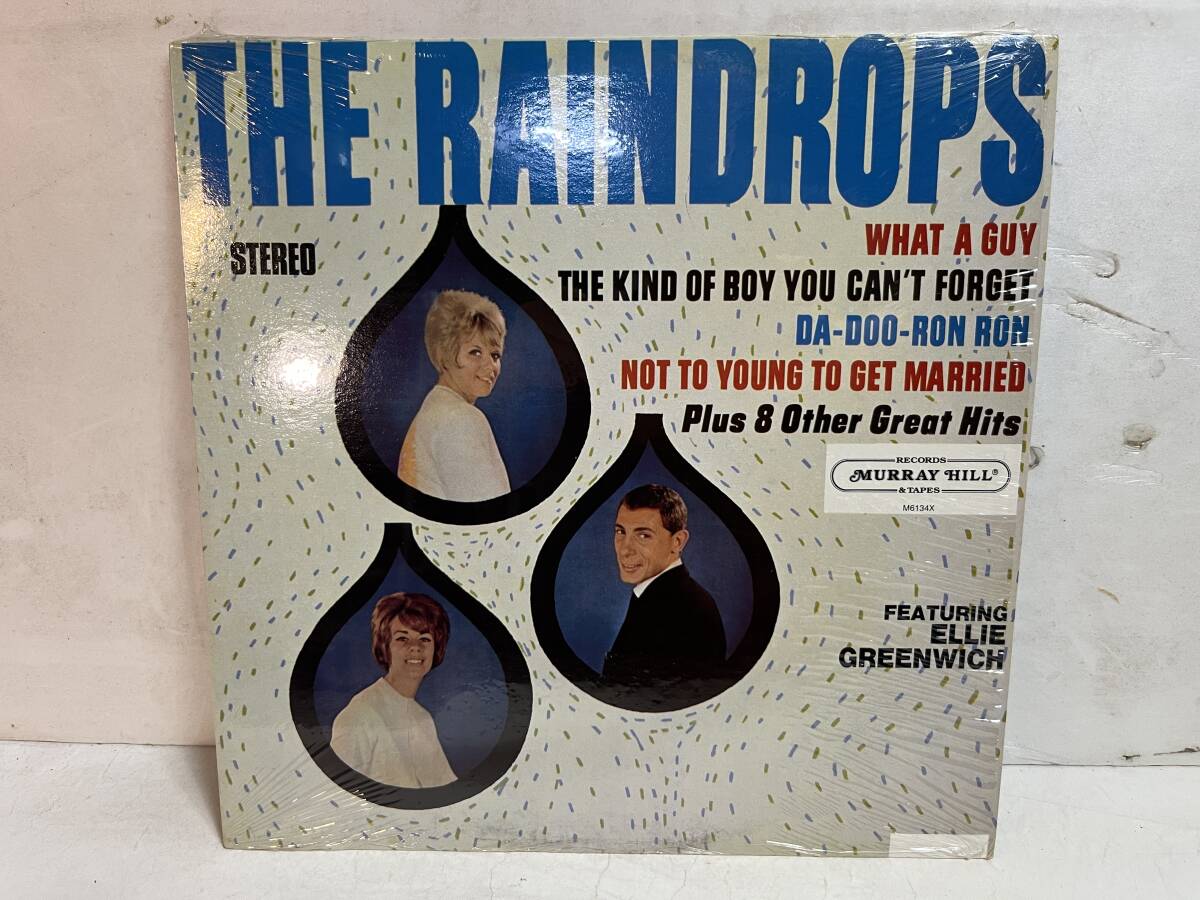 THE RAINDROPS
STEREO
WHAT A GUY
THE KIND OF BOY YOU CAN'T FORGET
DA-DOO-RON RON
NOT TO YOUNG TO GET MARRIED
Plus 8 Other Great Hits
RECORDS
MURRAY HILL®
& TAPES
M6134X
FEATURING
ELLIE
GREENWICH